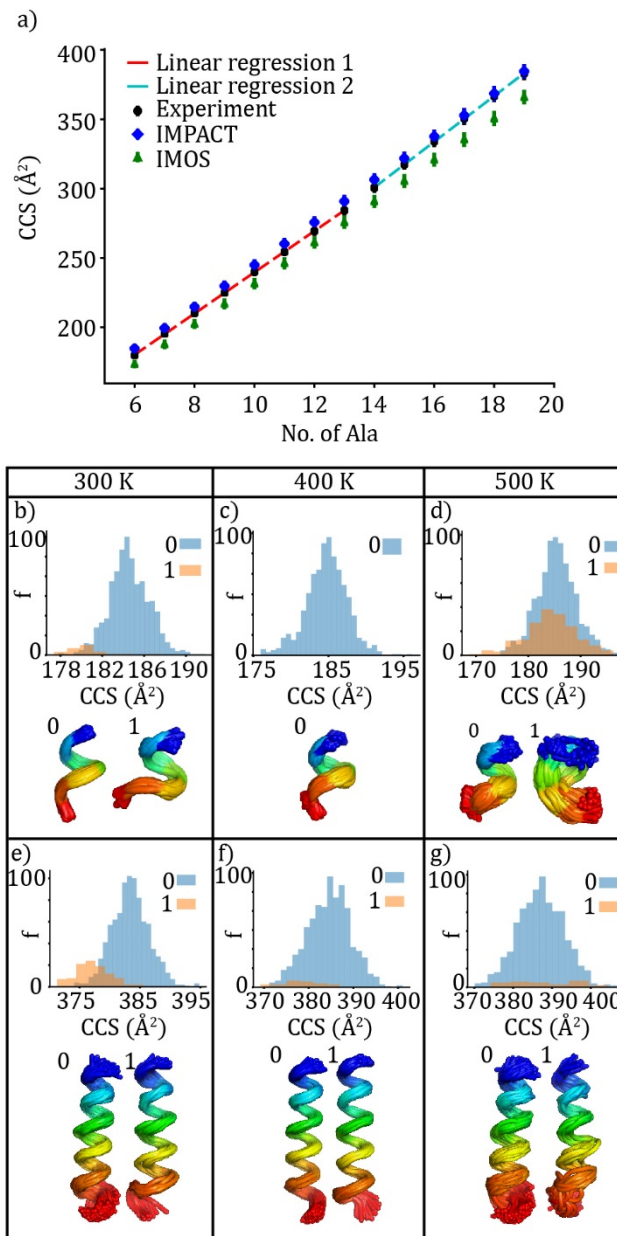 a)
400
350
300
250
200
CCS (Å²)
Linear regression 1
Linear regression 2
Experiment
IMPACT
IMOS
6 8 10 12 14 16 18 20
No. of Ala
300 K 400 K 500 K
b) c) d)
100 0 1 f 0
178 182 186 190
CCS (Å²)
0 1
100 0 f 0
175 185 195
CCS (Å²)
0
100 0 1 f 0
170 180 190
CCS (Å²)
0 1
e) f) g)
100 0 1 f 0
375 385 395
CCS (Å²)
0 1
100 0 1 f 0
370 380 390 400
CCS (Å²)
0 1
100 0 1 f 0
370 380 390 400
CCS (Å²)
0 1